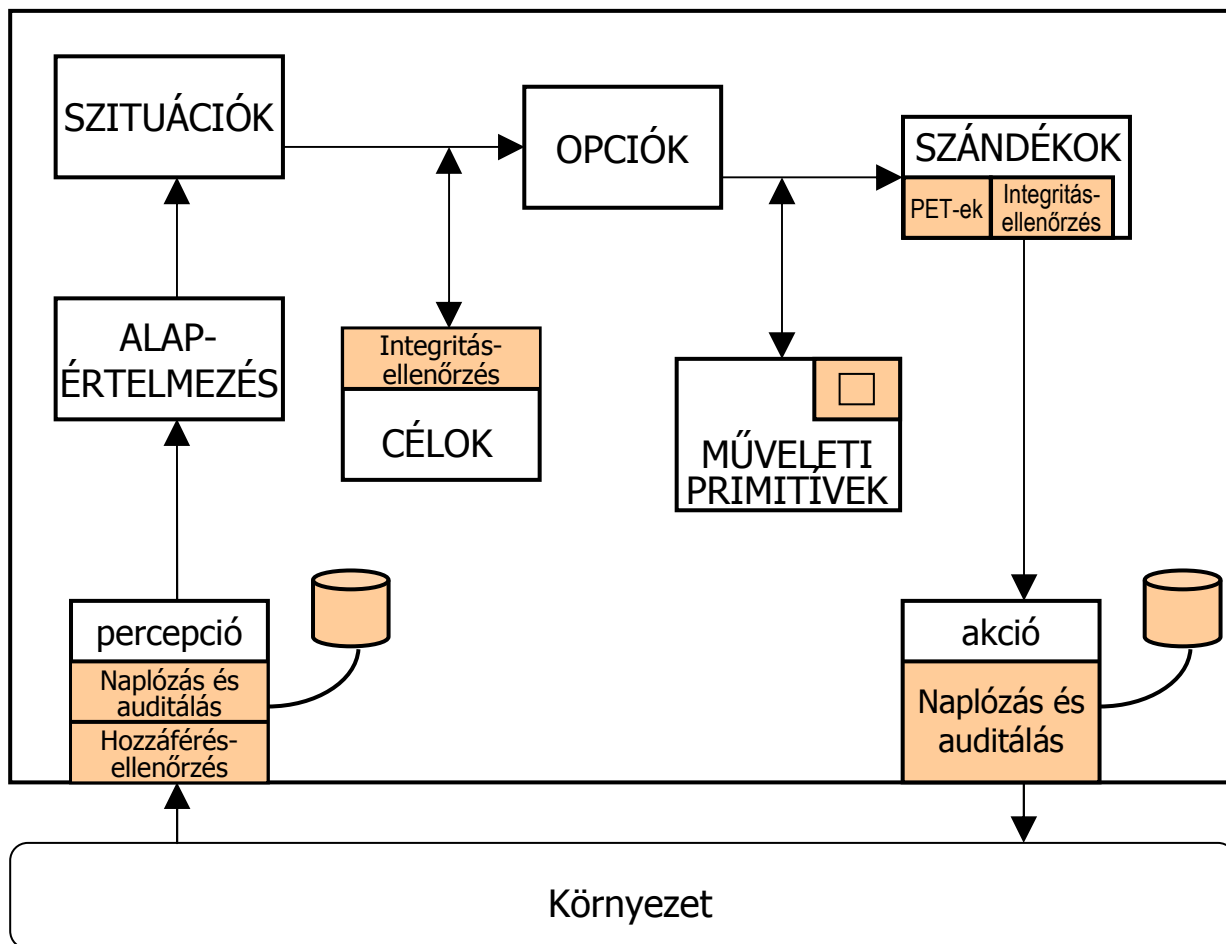 SZITUÁCIÓK
OPCIÓK
SZÁNDÉKOK
PET-ek
Integritás-
ellenőrzés
ALAP-
ÉRTELMEZÉS
Integritás-
ellenőrzés
CÉLOK
MŰVELETI
PRIMITÍVEK
percepció
Naplózás és
auditálás
Hozzáférés-
ellenőrzés
akció
Naplózás és
auditálás
Környezet